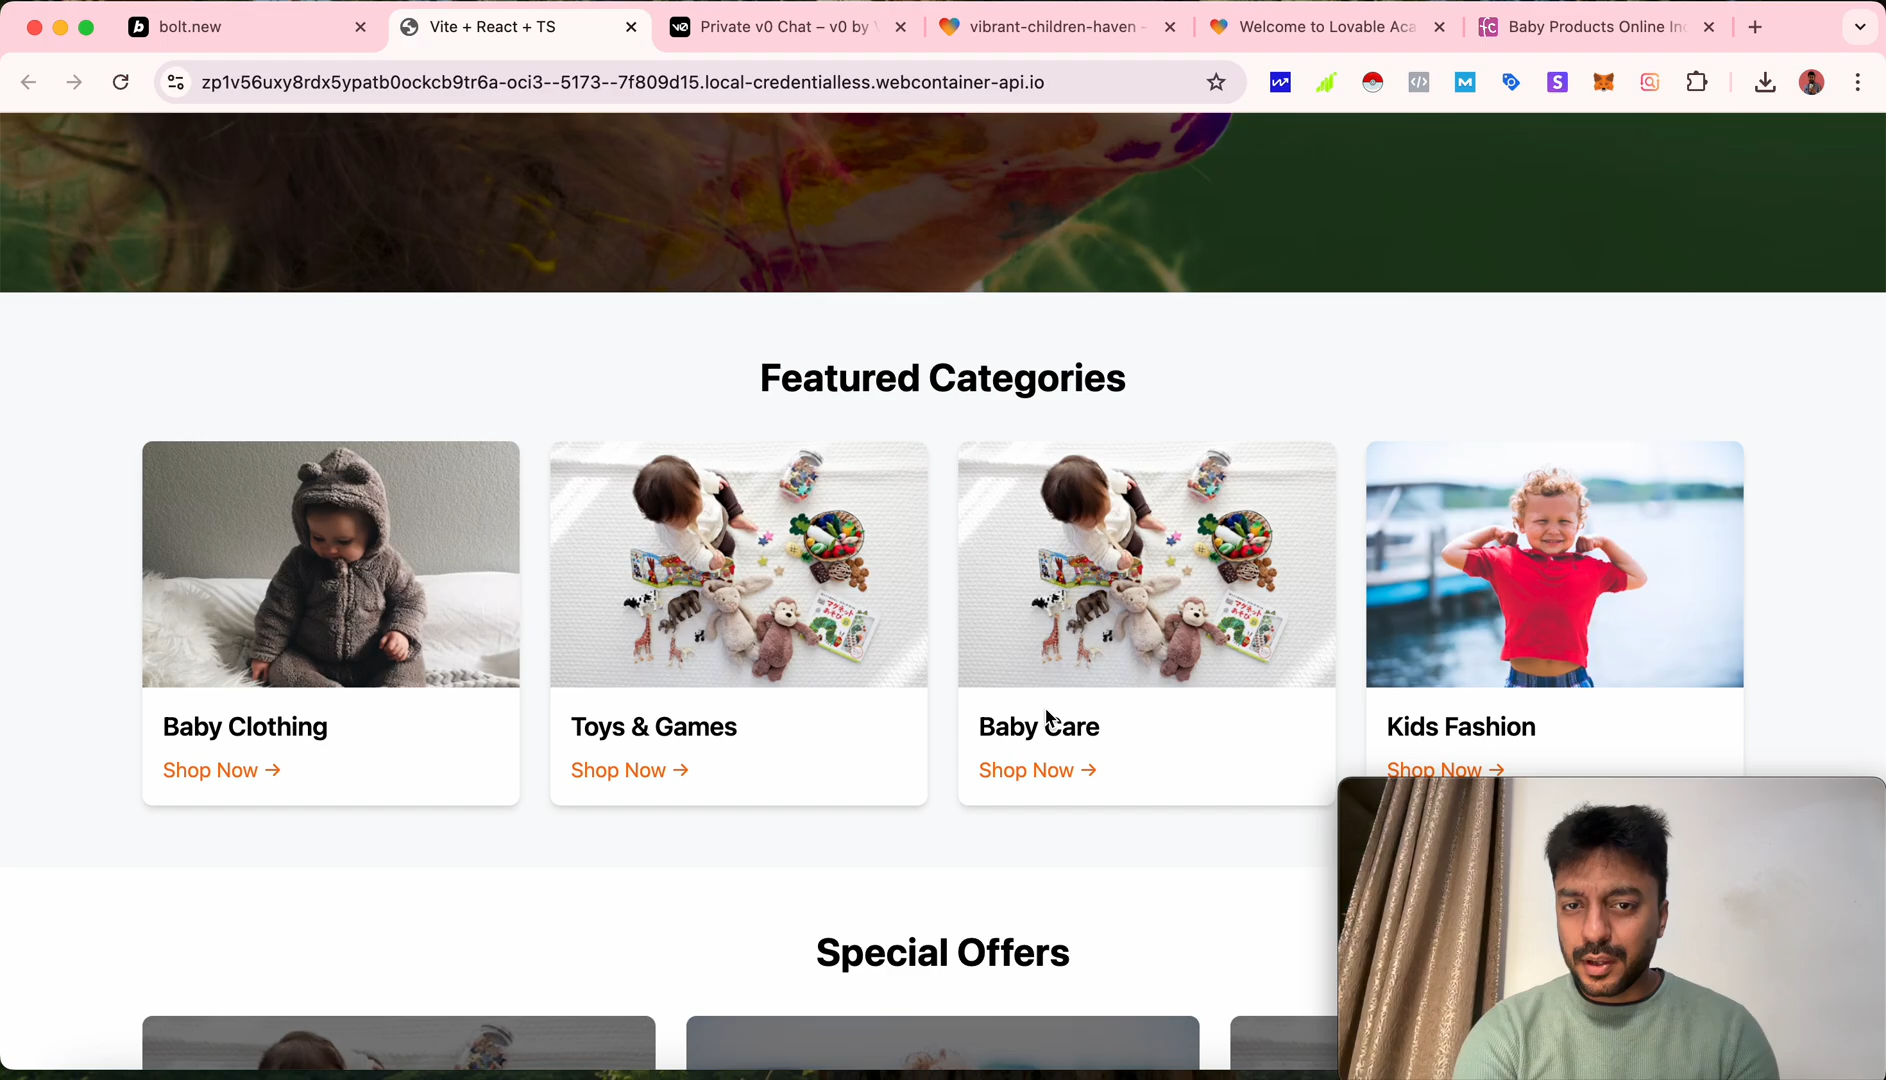 bolt.new
Vite + React + TS
Private v0 Chat – v0 by
vibrant-children-haven -
Welcome to Lovable Aca
Baby Products Online In
zp1v56uxy8rdx5ypatb0ockcb9tr6a-oci3--5173--7f809d15.local-credentialless.webcontainer-api.io
Featured Categories
Baby Clothing
Toys & Games
Baby Care
Kids Fashion
Shop Now →
Shop Now →
Shop Now →
Shop Now →
Special Offers